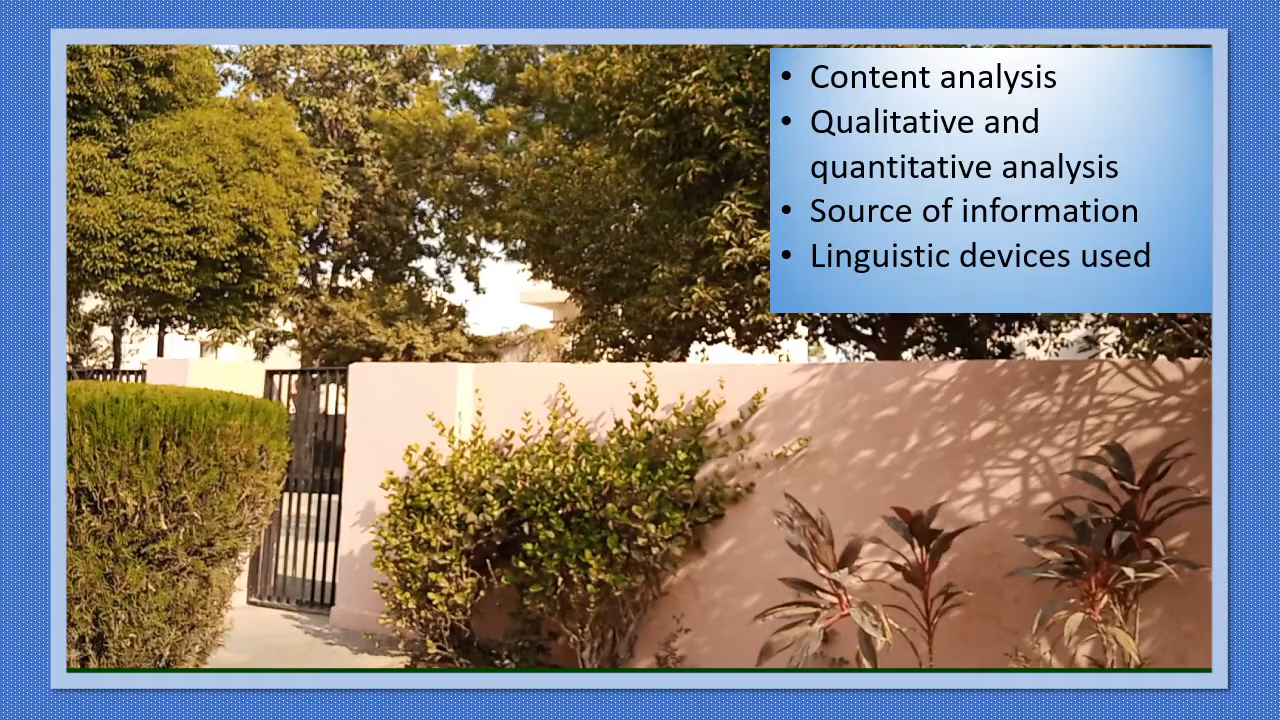 • Content analysis
• Qualitative and
quantitative analysis
• Source of information
• Linguistic devices used